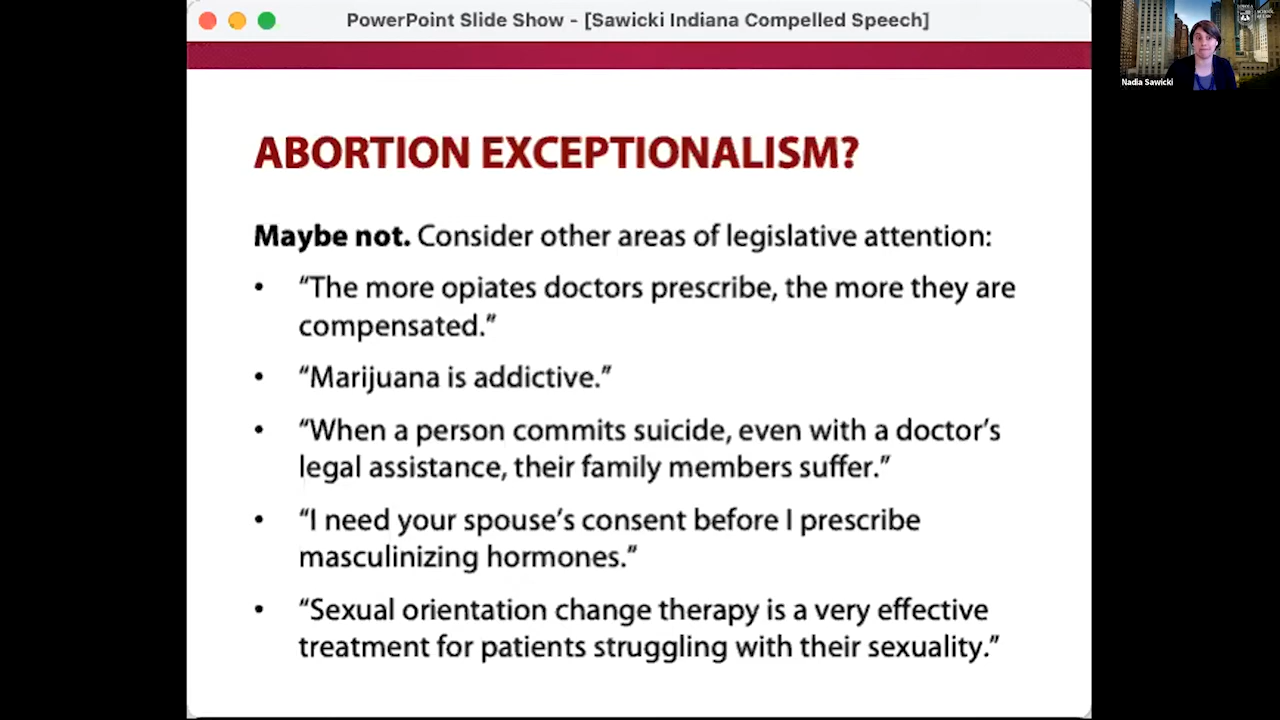 PowerPoint Slide Show - [Sawicki Indiana Compelled Speech]
Nadia Sawicki
ABORTION EXCEPTIONALISM?
Maybe not. Consider other areas of legislative attention:
• “The more opiates doctors prescribe, the more they are
compensated.”
• “Marijuana is addictive.”
• “When a person commits suicide, even with a doctor’s
legal assistance, their family members suffer.”
• “I need your spouse’s consent before I prescribe
masculinizing hormones.”
• “Sexual orientation change therapy is a very effective
treatment for patients struggling with their sexuality.”